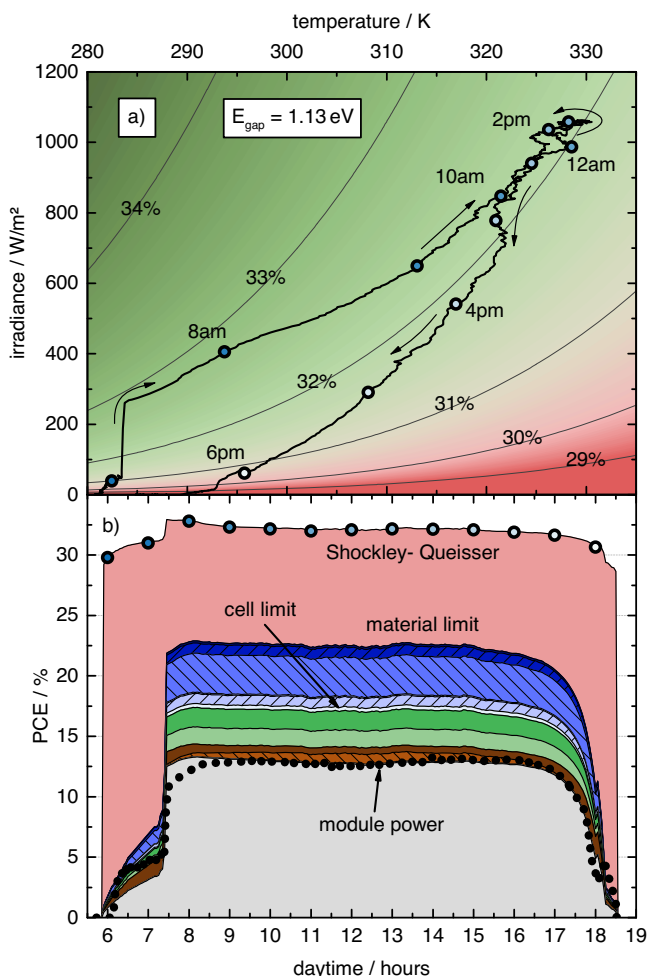 temperature / K
280 290 300 310 320 330
1200
1000
800
600
400
200
0
irradiance / W/m²
a)
E_gap = 1.13 eV
2pm
12am
10am
34%
33%
8am
4pm
32%
31%
6pm
30%
29%
b)
Shockley- Queisser
cell limit
material limit
module power
30
25
20
15
10
5
0
PCE / %
6 7 8 9 10 11 12 13 14 15 16 17 18 19
daytime / hours